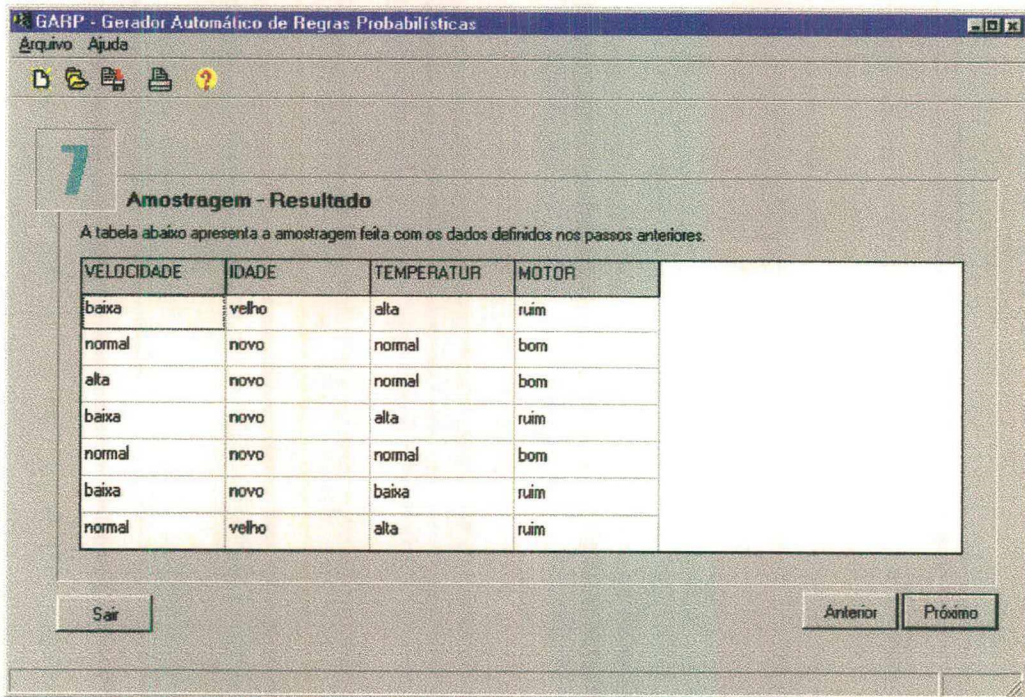 GARP - Gerador Automático de Regras Probabilísticas
Arquivo Ajuda
7
Amostragem - Resultado
A tabela abaixo apresenta a amostragem feita com os dados definidos nos passos anteriores.
VELOCIDADE IDADE TEMPERATUR MOTOR
baixa velho alta ruim
normal novo normal bom
alta novo normal bom
baixa novo alta ruim
normal novo normal bom
baixa novo baixa ruim
normal velho alta ruim
Sair Anterior Próximo